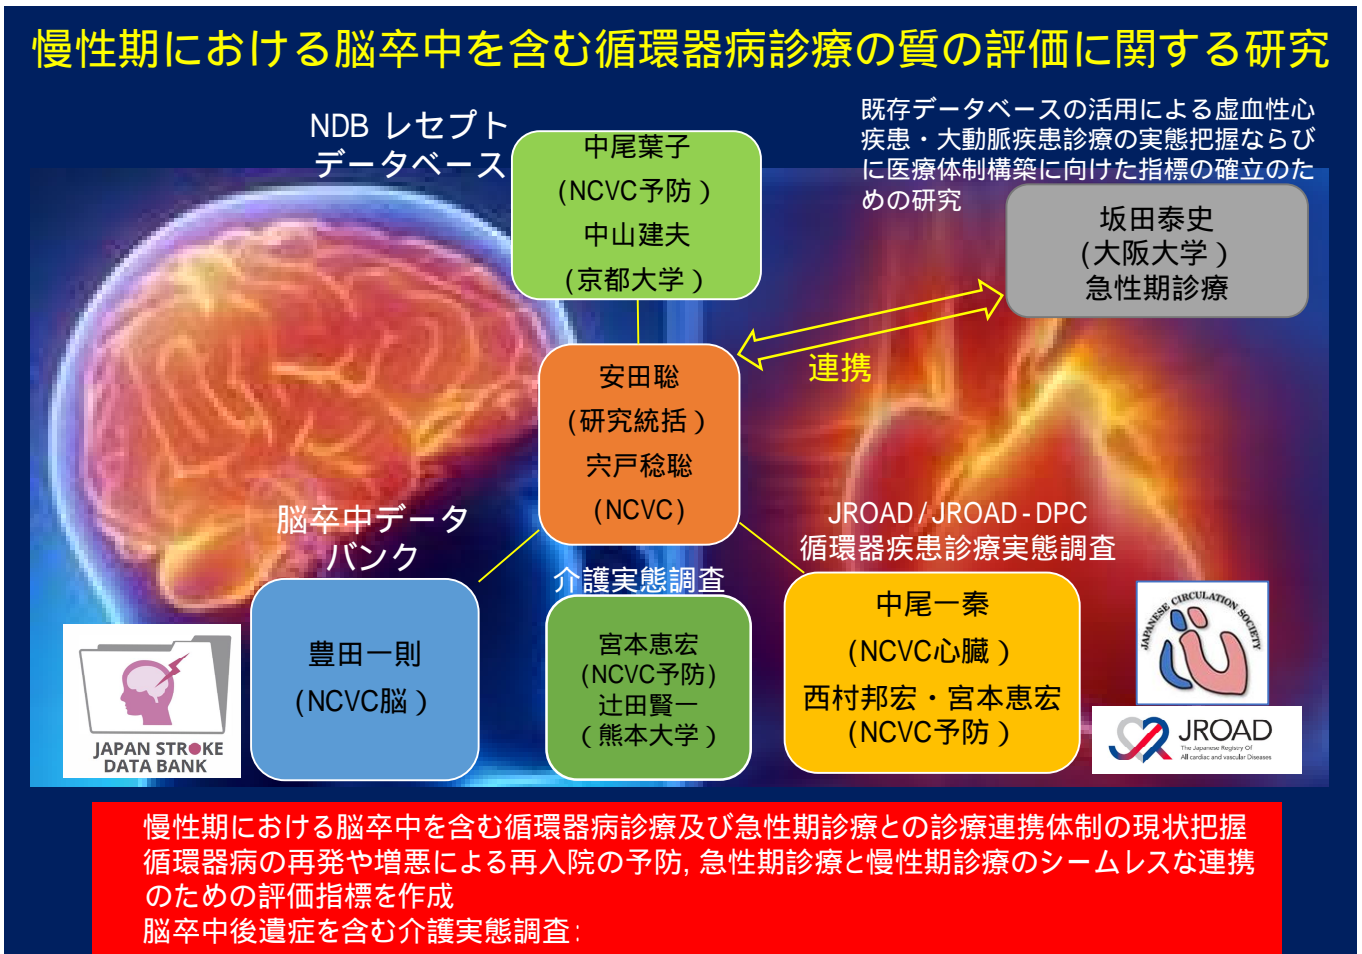 慢性期における脳卒中を含む循環器病診療の質の評価に関する研究
NDB レセプト
データベース
中尾葉子
(NCVC予防)
中山建夫
(京都大学)
既存データベースの活用による虚血性心
疾患・大動脈疾患診療の実態把握ならび
に医療体制構築に向けた指標の確立のた
めの研究
坂田泰史
(大阪大学)
急性期診療
連携
安田聡
(研究統括)
宍戸稔聡
(NCVC)
脳卒中データ
バンク
豊田一則
(NCVC脳)
JAPAN STROKE
DATA BANK
介護実態調査
宮本恵宏
(NCVC予防)
辻田賢一
(熊本大学)
JROAD/JROAD-DPC
循環器疾患診療実態調査
中尾一泰
(NCVC心臓)
西村邦宏・宮本恵宏
(NCVC予防)
JAPANESE CIRCULATION SOCIETY
JROAD
The Japanese Registry Of
All cardiac and vascular Diseases
慢性期における脳卒中を含む循環器病診療及び急性期診療との診療連携体制の現状把握
循環器病の再発や増悪による再入院の予防, 急性期診療と慢性期診療のシームレスな連携
のための評価指標を作成
脳卒中後遺症を含む介護実態調査: